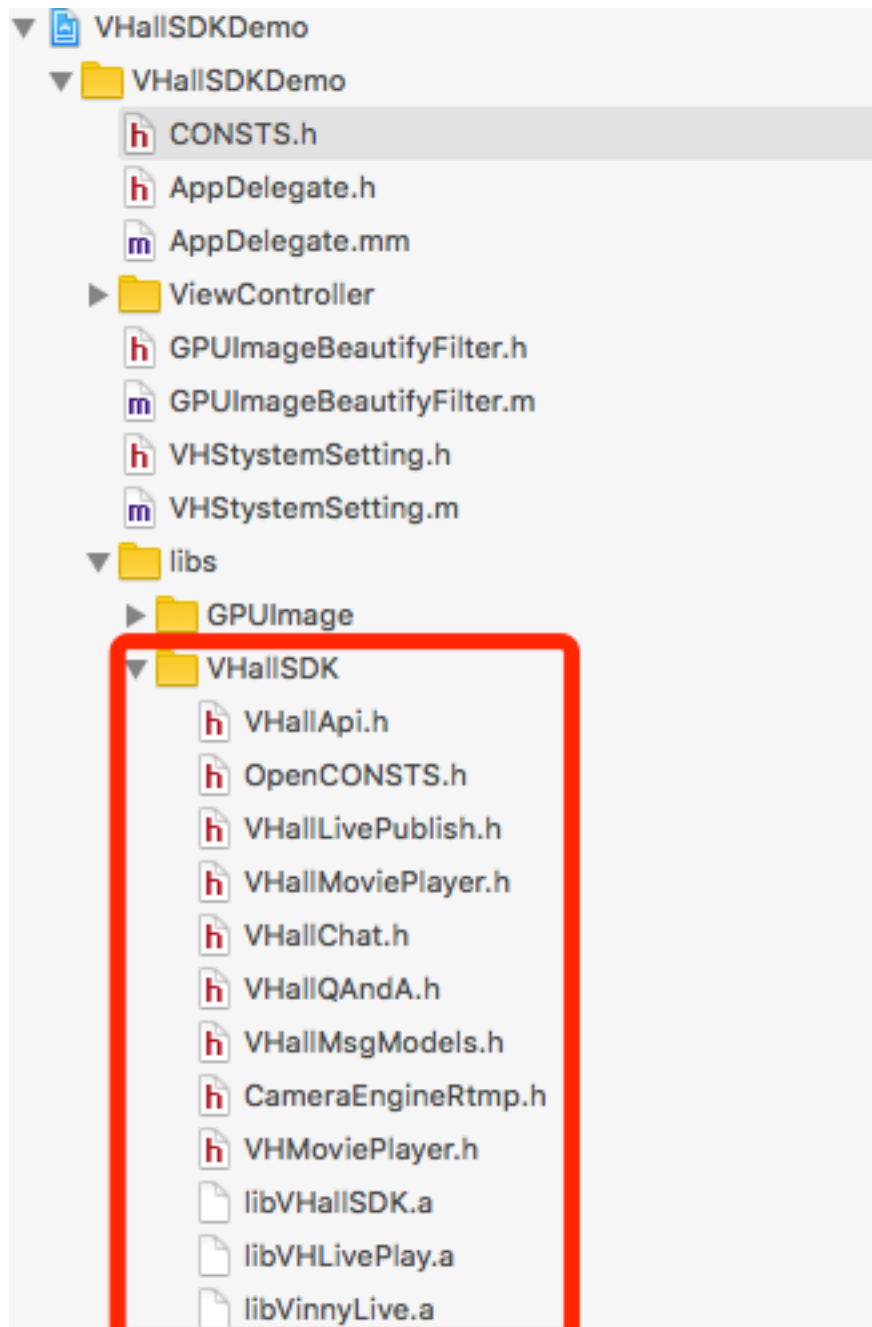 VHallSDKDemo
VHallSDKDemo
h CONSTS.h
h AppDelegate.h
m AppDelegate.mm
ViewController
h GPUImageBeautifyFilter.h
m GPUImageBeautifyFilter.m
h VHStystemSetting.h
m VHStystemSetting.m
libs
GPUImage
VHallSDK
h VHallApi.h
h OpenCONSTS.h
h VHallLivePublish.h
h VHallMoviePlayer.h
h VHallChat.h
h VHallQAndA.h
h VHallMsgModels.h
h CameraEngineRtmp.h
h VHMoviePlayer.h
libVHallSDK.a
libVHLivePlay.a
libVinnyLive.a